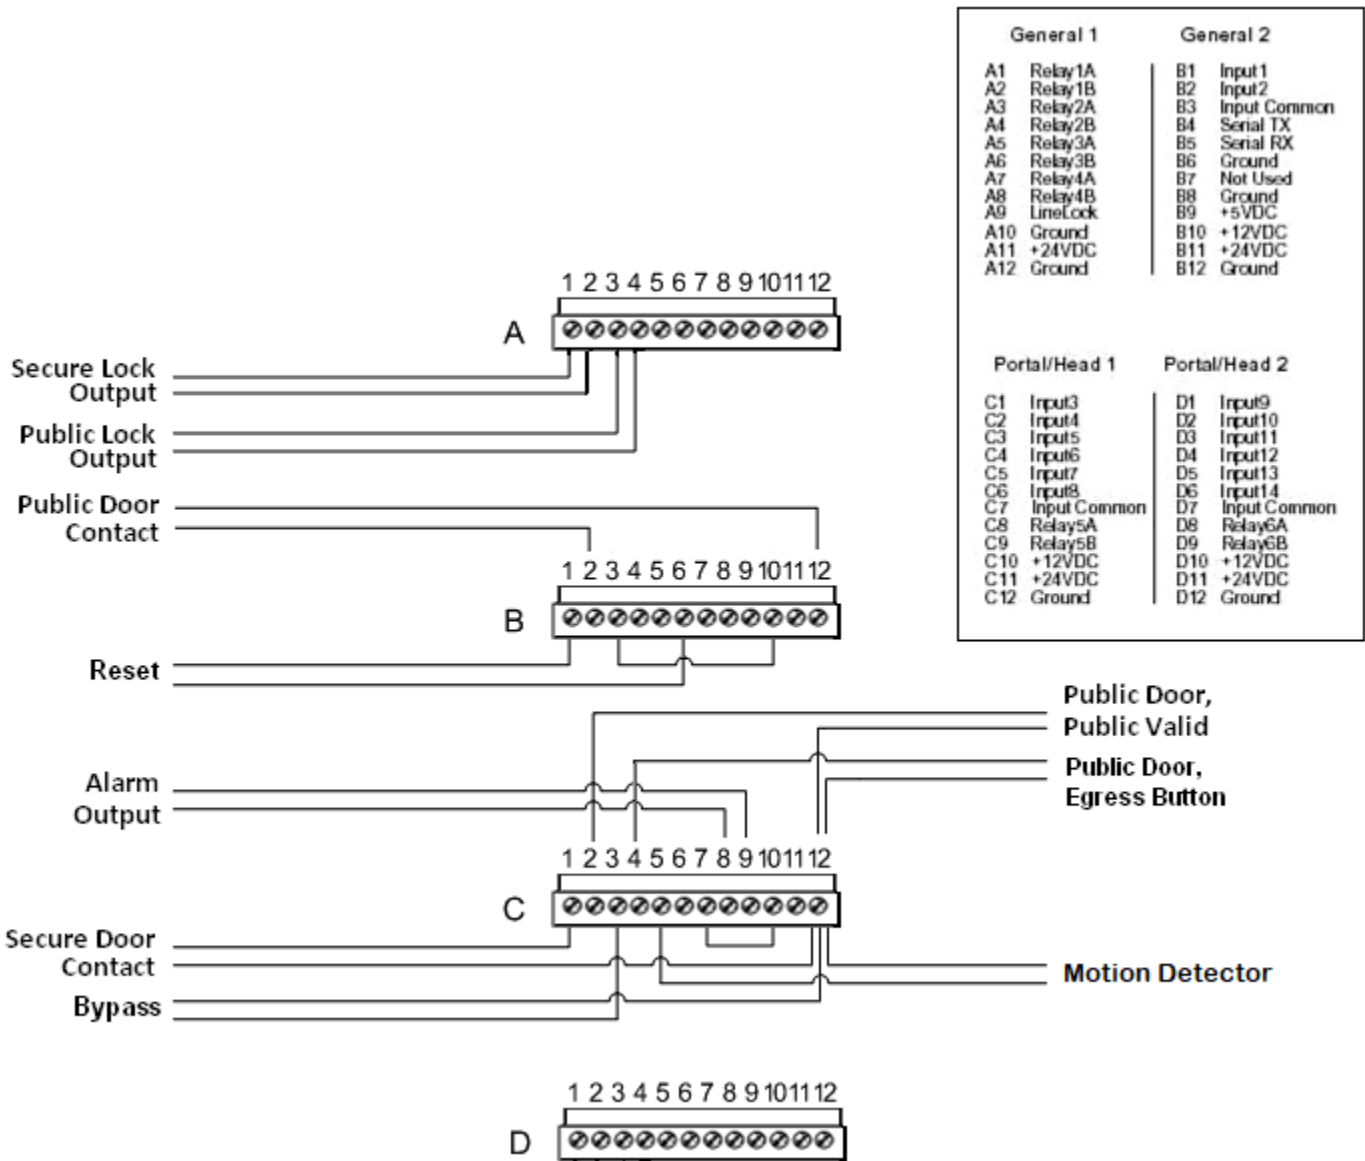 General 1 General 2
A1 Relay1A B1 Input1
A2 Relay1B B2 Input2
A3 Relay2A B3 Input Common
A4 Relay2B B4 Serial TX
A5 Relay3A B5 Serial RX
A6 Relay3B B6 Ground
A7 Relay4A B7 Not Used
A8 Relay4B B8 Ground
A9 LineLock B9 +5VDC
A10 Ground B10 +12VDC
A11 +24VDC B11 +24VDC
A12 Ground B12 Ground
Portal/Head 1 Portal/Head 2
C1 Input3 D1 Input9
C2 Input4 D2 Input10
C3 Input5 D3 Input11
C4 Input6 D4 Input12
C5 Input7 D5 Input13
C6 Input8 D6 Input14
C7 Input Common D7 Input Common
C8 Relay5A D8 Relay6A
C9 Relay5B D9 Relay6B
C10 +12VDC D10 +12VDC
C11 +24VDC D11 +24VDC
C12 Ground D12 Ground
1 2 3 4 5 6 7 8 9 10 11 12
A
Secure Lock
Output
Public Lock
Output
Public Door
Contact
1 2 3 4 5 6 7 8 9 10 11 12
B
Reset
Public Door,
Public Valid
Public Door,
Egress Button
Alarm
Output
1 2 3 4 5 6 7 8 9 10 11 12
C
Secure Door
Contact
Motion Detector
Bypass
1 2 3 4 5 6 7 8 9 10 11 12
D